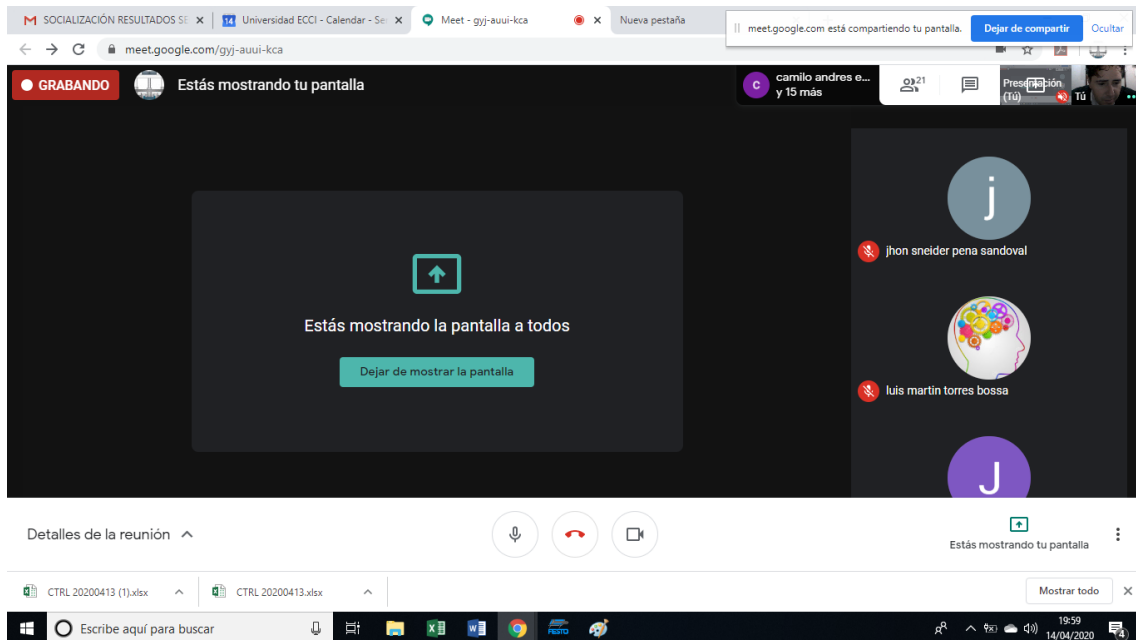 SOCIALIZACIÓN RESULTADOS SE
14 Universidad ECCI - Calendar - Se
Meet - gyj-auui-kca
Nueva pestaña
meet.google.com está compartiendo tu pantalla.
Dejar de compartir
Ocultar
meet.google.com/gyj-auui-kca
GRABANDO
Estás mostrando tu pantalla
c
camilo andres e...
y 15 más
21
Presentación
(Tú)
Tú
j
jhon sneider pena sandoval
luis martin torres bossa
J
Estás mostrando la pantalla a todos
Dejar de mostrar la pantalla
Detalles de la reunión
Estás mostrando tu pantalla
CTRL 20200413 (1).xlsx
CTRL 20200413.xlsx
Mostrar todo
Escribe aquí para buscar
FESTO
19:59
14/04/2020
4